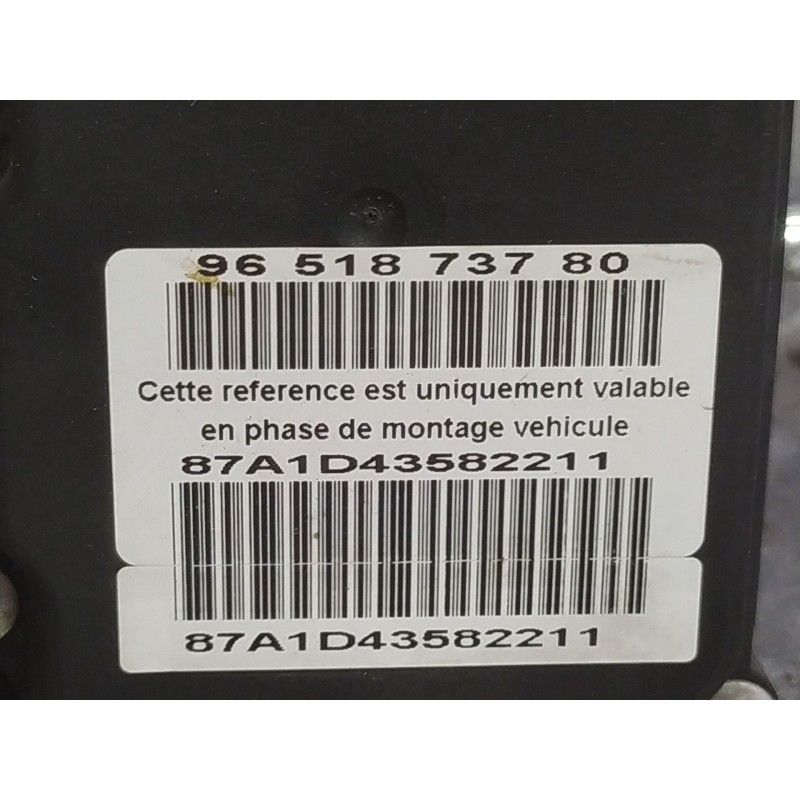 96 518 737 80
Cette reference est uniquement valable
en phase de montage vehicule
87A1D43582211
87A1D43582211